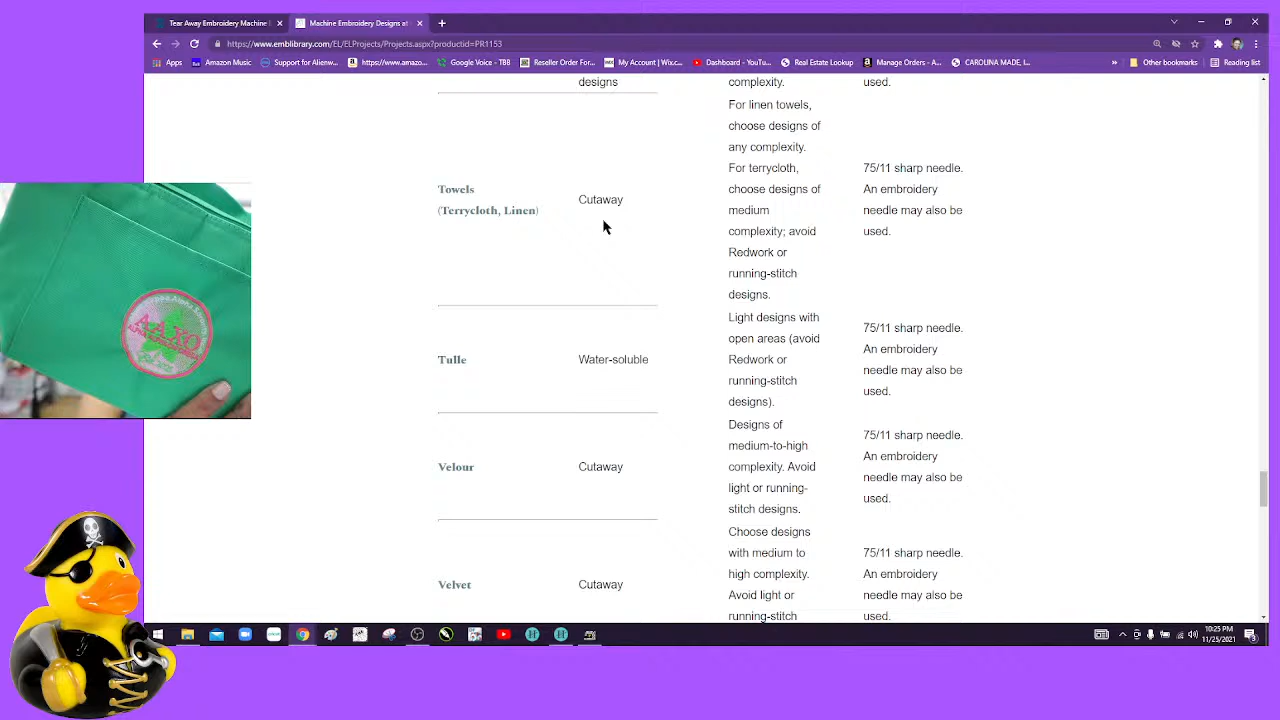 Tear Away Embroidery Machine
Machine Embroidery Designs at
https://www.emblibrary.com/EL/ELProjects/Projects.aspx?productid=PR1153
Apps
Amazon Music
Support for Alienw...
https://www.amazo...
Google Voice - TBB
Reseller Order For...
My Account | Wix.c...
Dashboard - YouTu...
Real Estate Lookup
Manage Orders - A...
CAROLINA MADE, I...
»
Other bookmarks
Reading list
designs
complexity.
used.
Towels
(Terrycloth, Linen)
Cutaway
For linen towels,
choose designs of
any complexity.
For terrycloth,
choose designs of
medium
complexity; avoid
Redwork or
running-stitch
designs.
75/11 sharp needle.
An embroidery
needle may also be
used.
Tulle
Water-soluble
Light designs with
open areas (avoid
Redwork or
running-stitch
designs).
75/11 sharp needle.
An embroidery
needle may also be
used.
Velour
Cutaway
Designs of
medium-to-high
complexity. Avoid
light or running-
stitch designs.
75/11 sharp needle.
An embroidery
needle may also be
used.
Velvet
Cutaway
Choose designs
with medium to
high complexity.
Avoid light or
running-stitch
75/11 sharp needle.
An embroidery
needle may also be
used.
10:25 PM
11/25/2021